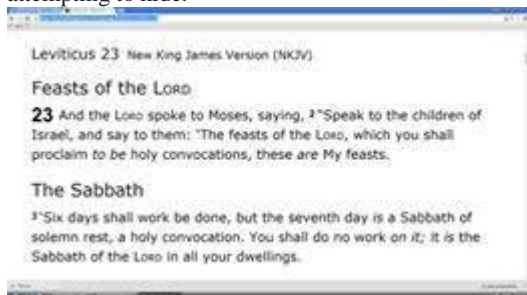 attempting to hide.
Leviticus 23 New King James Version (NKJV)
Feasts of the LORD
23 And the LORD spoke to Moses, saying, 2 "Speak to the children of
Israel, and say to them: 'The feasts of the LORD, which you shall
proclaim to be holy convocations, these are My feasts.
The Sabbath
3 'Six days shall work be done, but the seventh day is a Sabbath of
solemn rest, a holy convocation. You shall do no work on it; it is the
Sabbath of the LORD in all your dwellings.